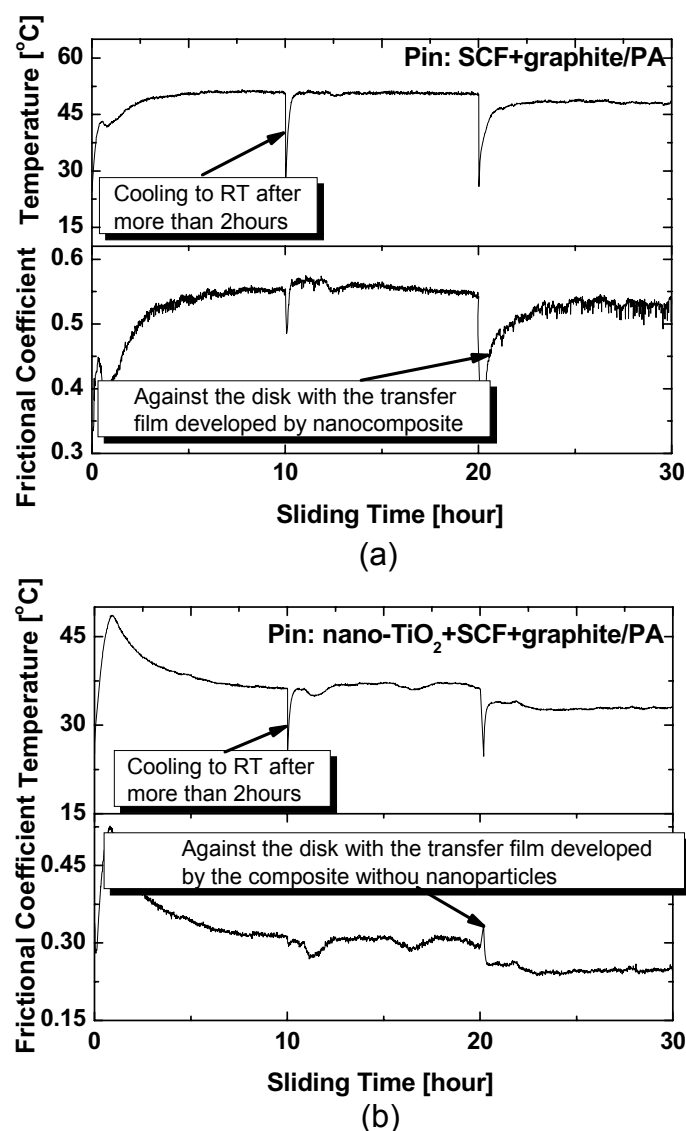 Pin: SCF+graphite/PA
Temperature [°C]
60
45
30
15
Cooling to RT after
more than 2hours
Frictional Coefficient
0.6
0.5
0.4
0.3
Against the disk with the transfer
film developed by nanocomposite
0 10 20 30
Sliding Time [hour]
(a)
Pin: nano-TiO₂+SCF+graphite/PA
Temperature [°C]
45
30
15
Cooling to RT after
more than 2hours
Frictional Coefficient
0.45
0.30
0.15
Against the disk with the transfer film developed
by the composite withou nanoparticles
0 10 20 30
Sliding Time [hour]
(b)